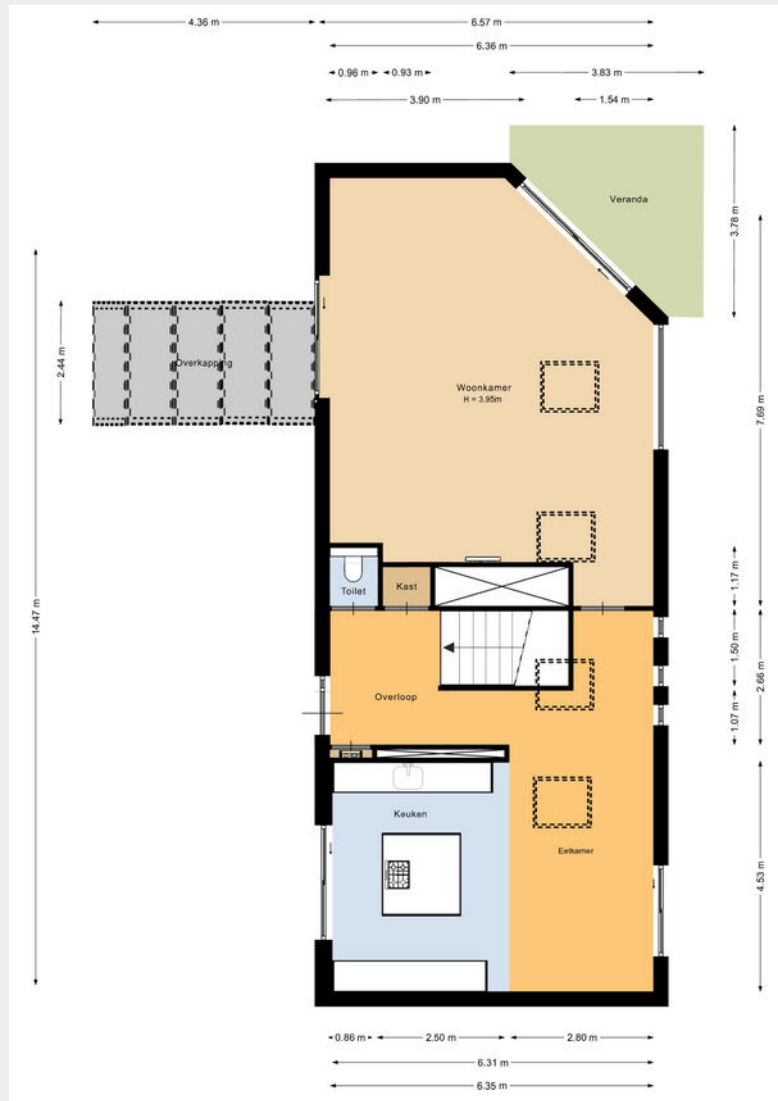 4.36 m
6.57 m
6.36 m
0.96 m
0.93 m
3.83 m
3.90 m
1.54 m
Veranda
3.78 m
2.44 m
Overkapping
Woonkamer
H = 3.95m
7.69 m
14.47 m
Toilet
Kast
1.17 m
1.50 m
2.66 m
Overloop
1.07 m
Keuken
Eetkamer
4.53 m
0.86 m
2.50 m
2.80 m
6.31 m
6.35 m